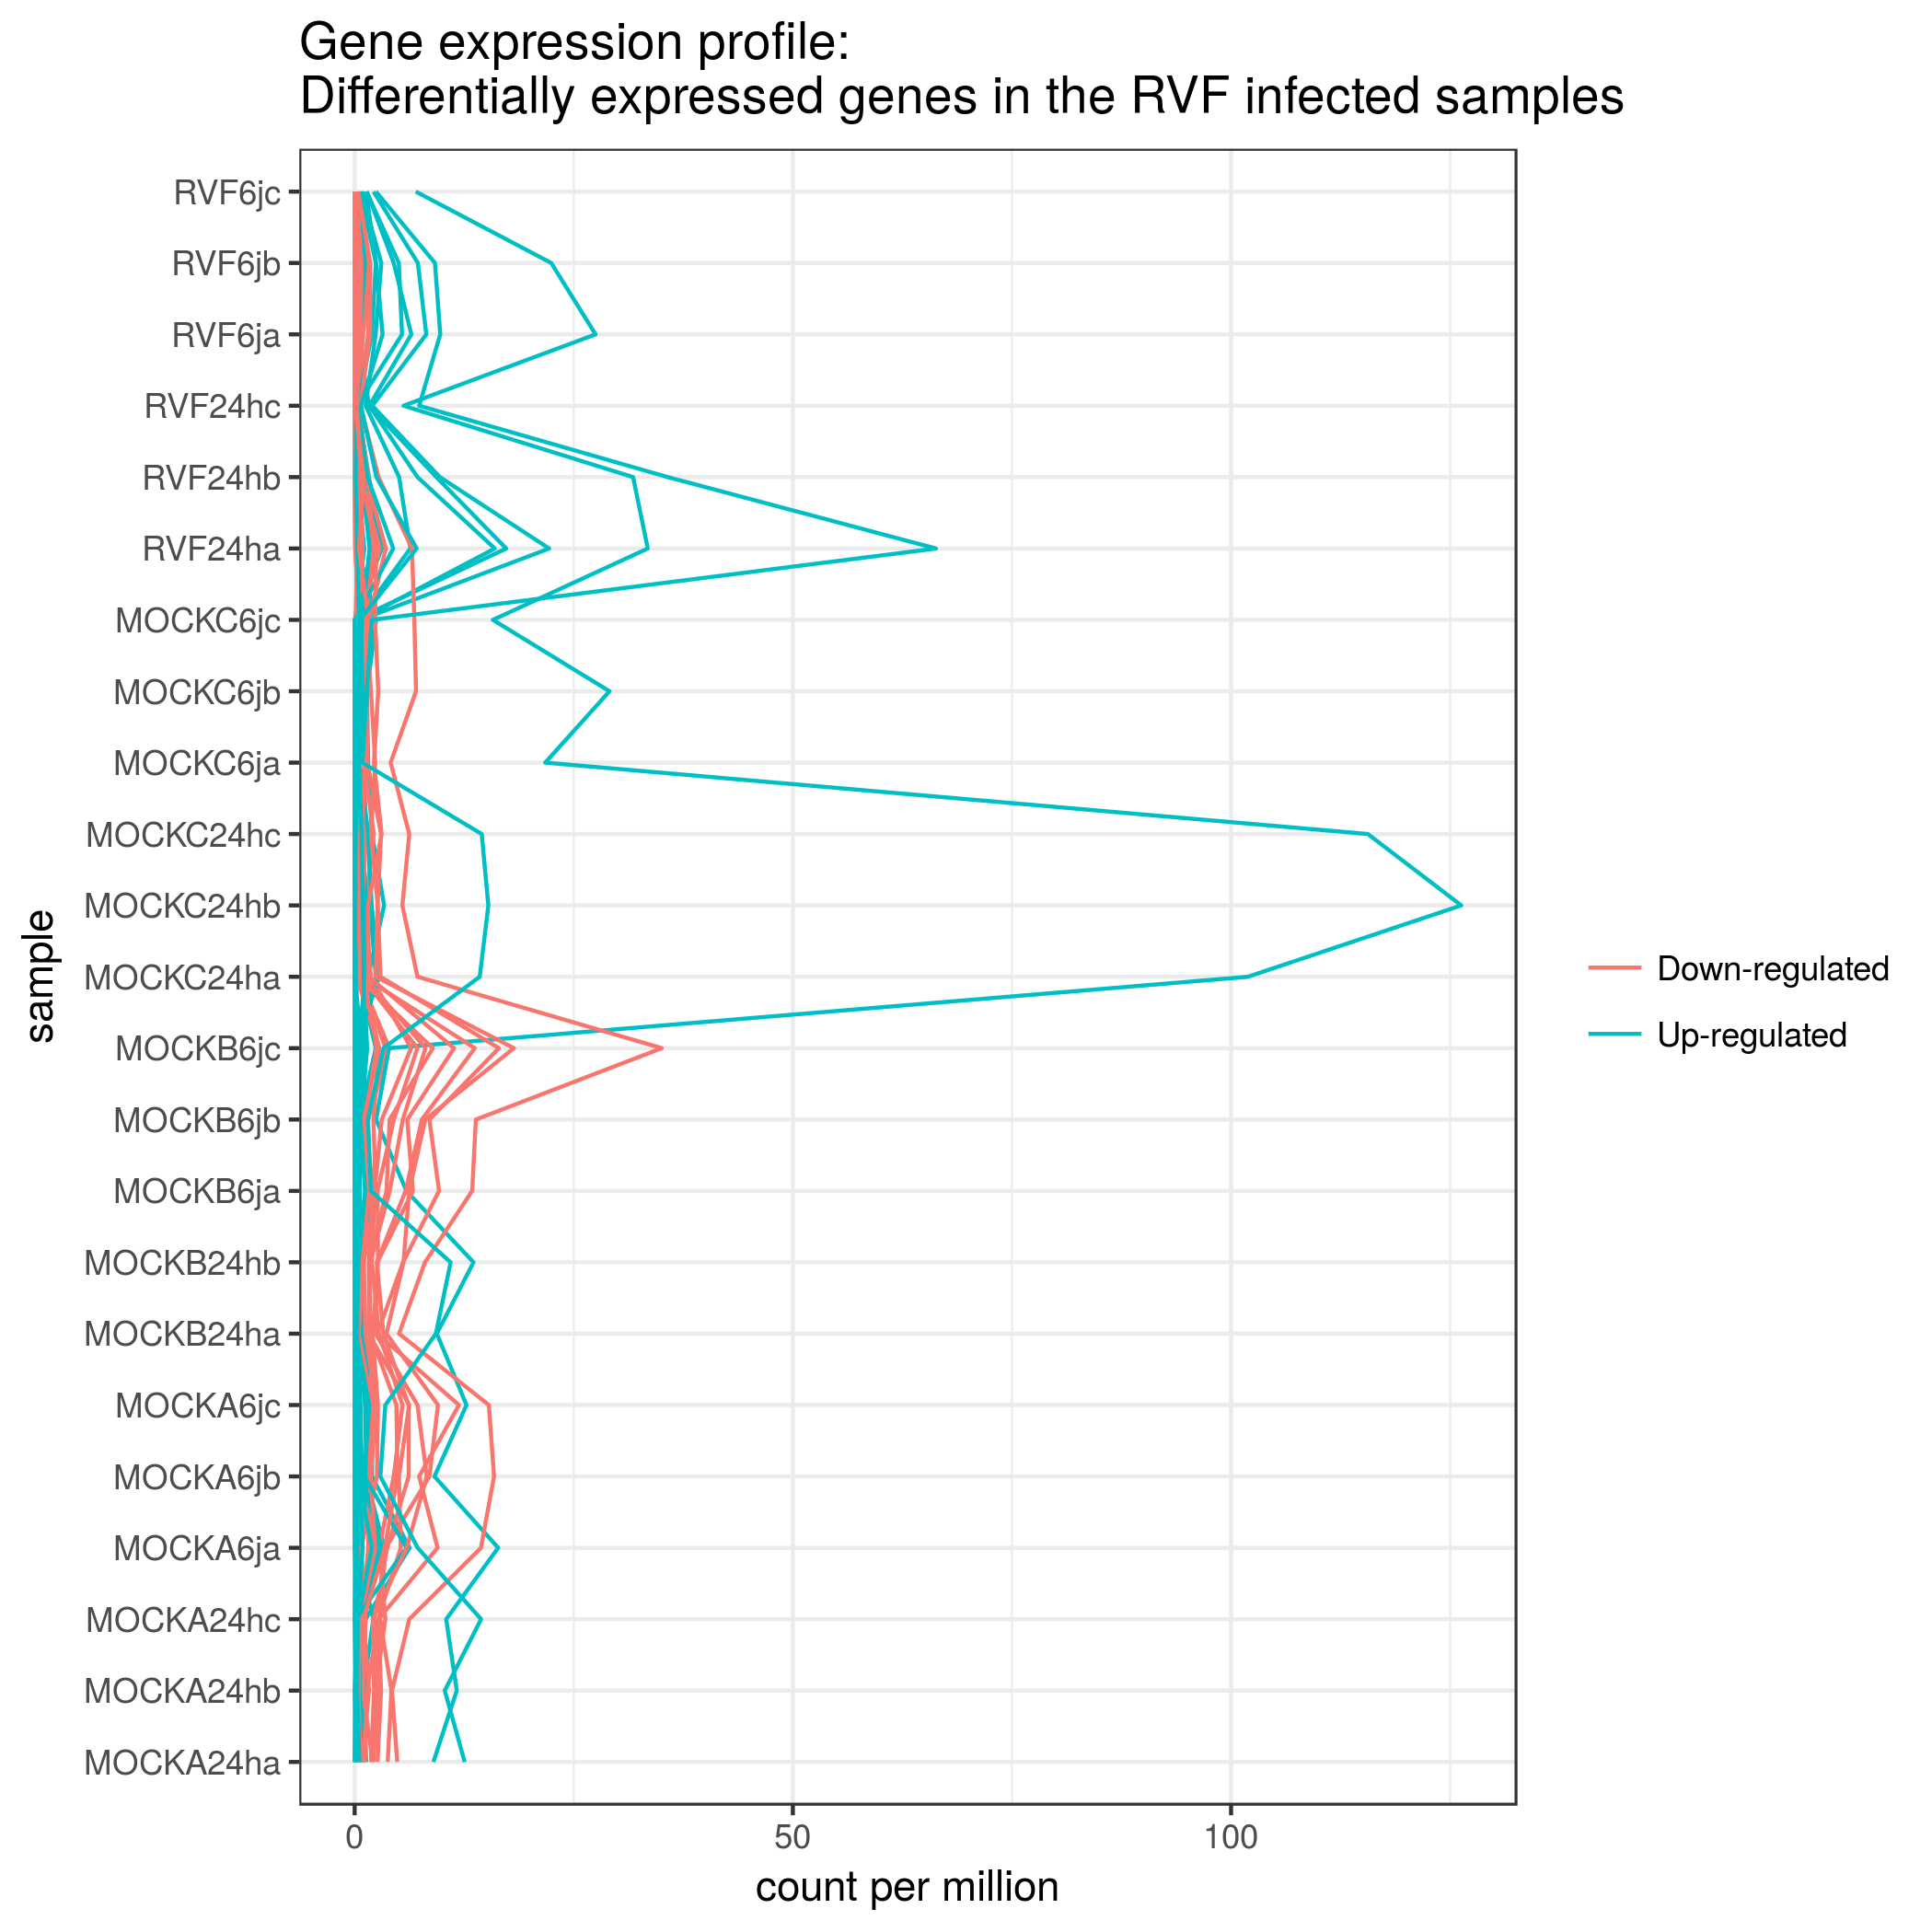 Gene expression profile:
Differentially expressed genes in the RVF infected samples
RVF6jc
RVF6jb
RVF6ja
RVF24hc
RVF24hb
RVF24ha
MOCKC6jc
MOCKC6jb
MOCKC6ja
MOCKC24hc
MOCKC24hb
MOCKC24ha
MOCKB6jc
MOCKB6jb
MOCKB6ja
MOCKB24hb
MOCKB24ha
MOCKA6jc
MOCKA6jb
MOCKA6ja
MOCKA24hc
MOCKA24hb
MOCKA24ha
sample
0 50 100
count per million
Down-regulated
Up-regulated